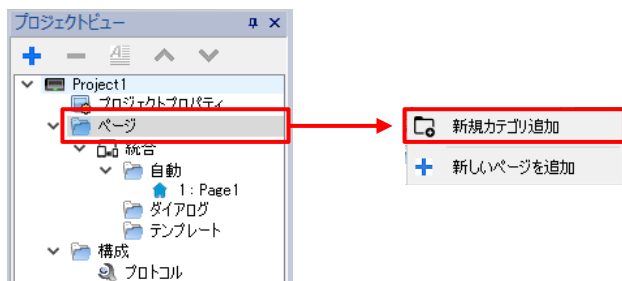 プロジェクトビュー
Project1
プロジェクトプロパティ
ページ
統合
自動
1 : Page1
ダイアログ
テンプレート
構成
プロトコル
新規カテゴリ追加
新しいページを追加